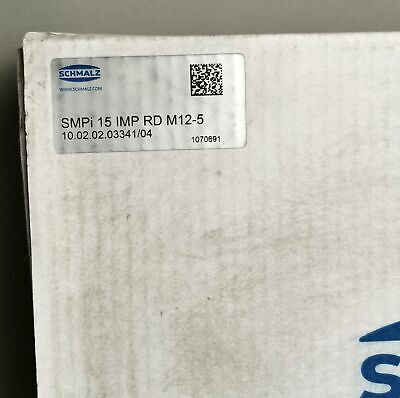 SCHMALZ
WWW.SCHMALZ.COM
SMPi 15 IMP RD M12-5
10.02.02.03341/04
1070691
S